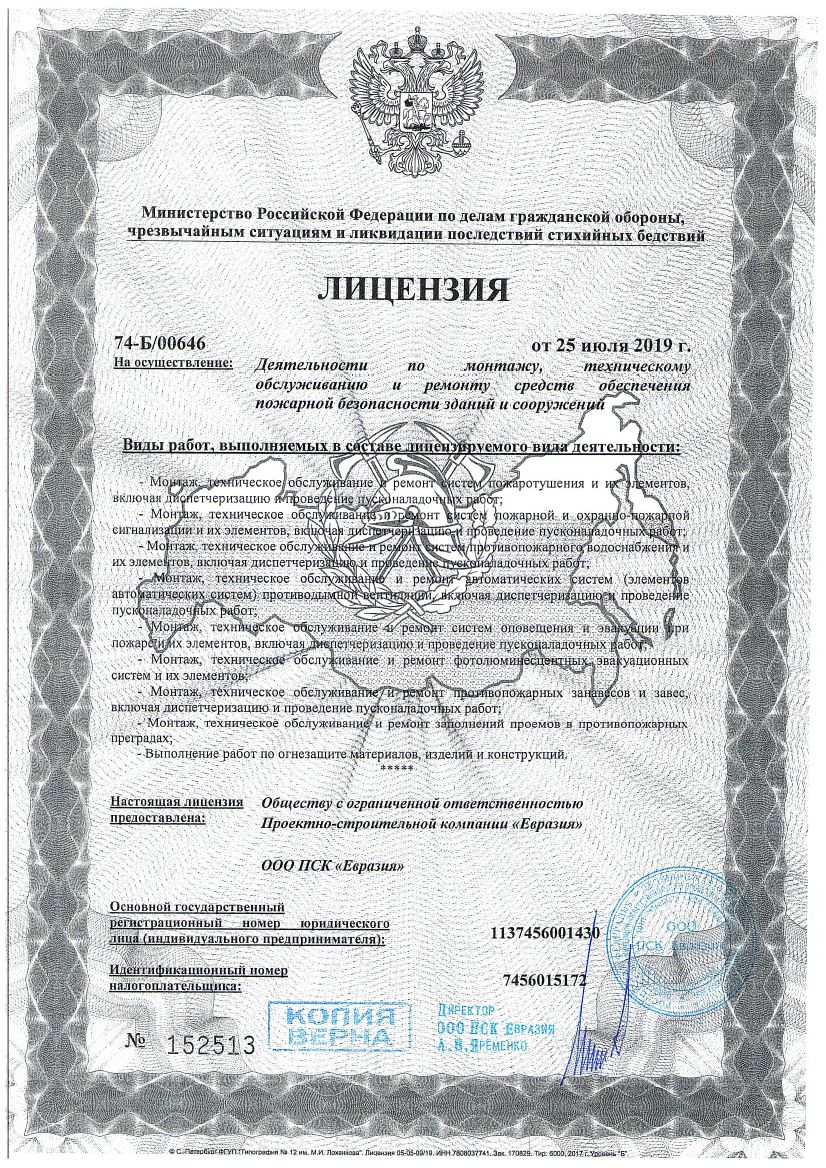 Министерство Российской Федерации по делам гражданской обороны,
чрезвычайным ситуациям и ликвидации последствий стихийных бедствий
ЛИЦЕНЗИЯ
74-Б/00646 от 25 июля 2019 г.
На осуществление: Деятельности по монтажу, техническому
обслуживанию и ремонту средств обеспечения
пожарной безопасности зданий и сооружений
Виды работ, выполняемых в составе лицензируемого вида деятельности:
- Монтаж, техническое обслуживание и ремонт систем пожаротушения и их элементов,
включая диспетчеризацию и проведение пусконаладочных работ;
- Монтаж, техническое обслуживание и ремонт систем пожарной и охранно-пожарной
сигнализации и их элементов, включая диспетчеризацию и проведение пусконаладочных работ;
- Монтаж, техническое обслуживание и ремонт систем противопожарного водоснабжения и
их элементов, включая диспетчеризацию и проведение пусконаладочных работ;
- Монтаж, техническое обслуживание и ремонт автоматических систем (элементов
автоматических систем) противодымной вентиляции, включая диспетчеризацию и проведение
пусконаладочных работ;
- Монтаж, техническое обслуживание и ремонт систем оповещения и эвакуации при
пожаре и их элементов, включая диспетчеризацию и проведение пусконаладочных работ;
- Монтаж, техническое обслуживание и ремонт фотолюминесцентных эвакуационных
систем и их элементов;
- Монтаж, техническое обслуживание и ремонт противопожарных занавесов и завес,
включая диспетчеризацию и проведение пусконаладочных работ;
- Монтаж, техническое обслуживание и ремонт заполнений проемов в противопожарных
преградах;
- Выполнение работ по огнезащите материалов, изделий и конструкций.
*****
Настоящая лицензия Обществу с ограниченной ответственностью
предоставлена: Проектно-строительной компании «Евразия»
ООО ПСК «Евразия»
Основной государственный
регистрационный номер юридического
лица (индивидуального предпринимателя): 1137456001430
Идентификационный номер
налогоплательщика: 7456015172
ООО
ПСК Евразия
№ 152513
КОПИЯ
ВЕРНА
Директор
ООО ПСК Евразия
А.В.Яременко
© С.-Петербург ФГУП "Типография № 12 им. М.И. Лоханкова". Лицензия 05-05-09/19. ИНН 7808037741. Зак. 170829. Тир. 5000. 2017 г. Уровень "Б".